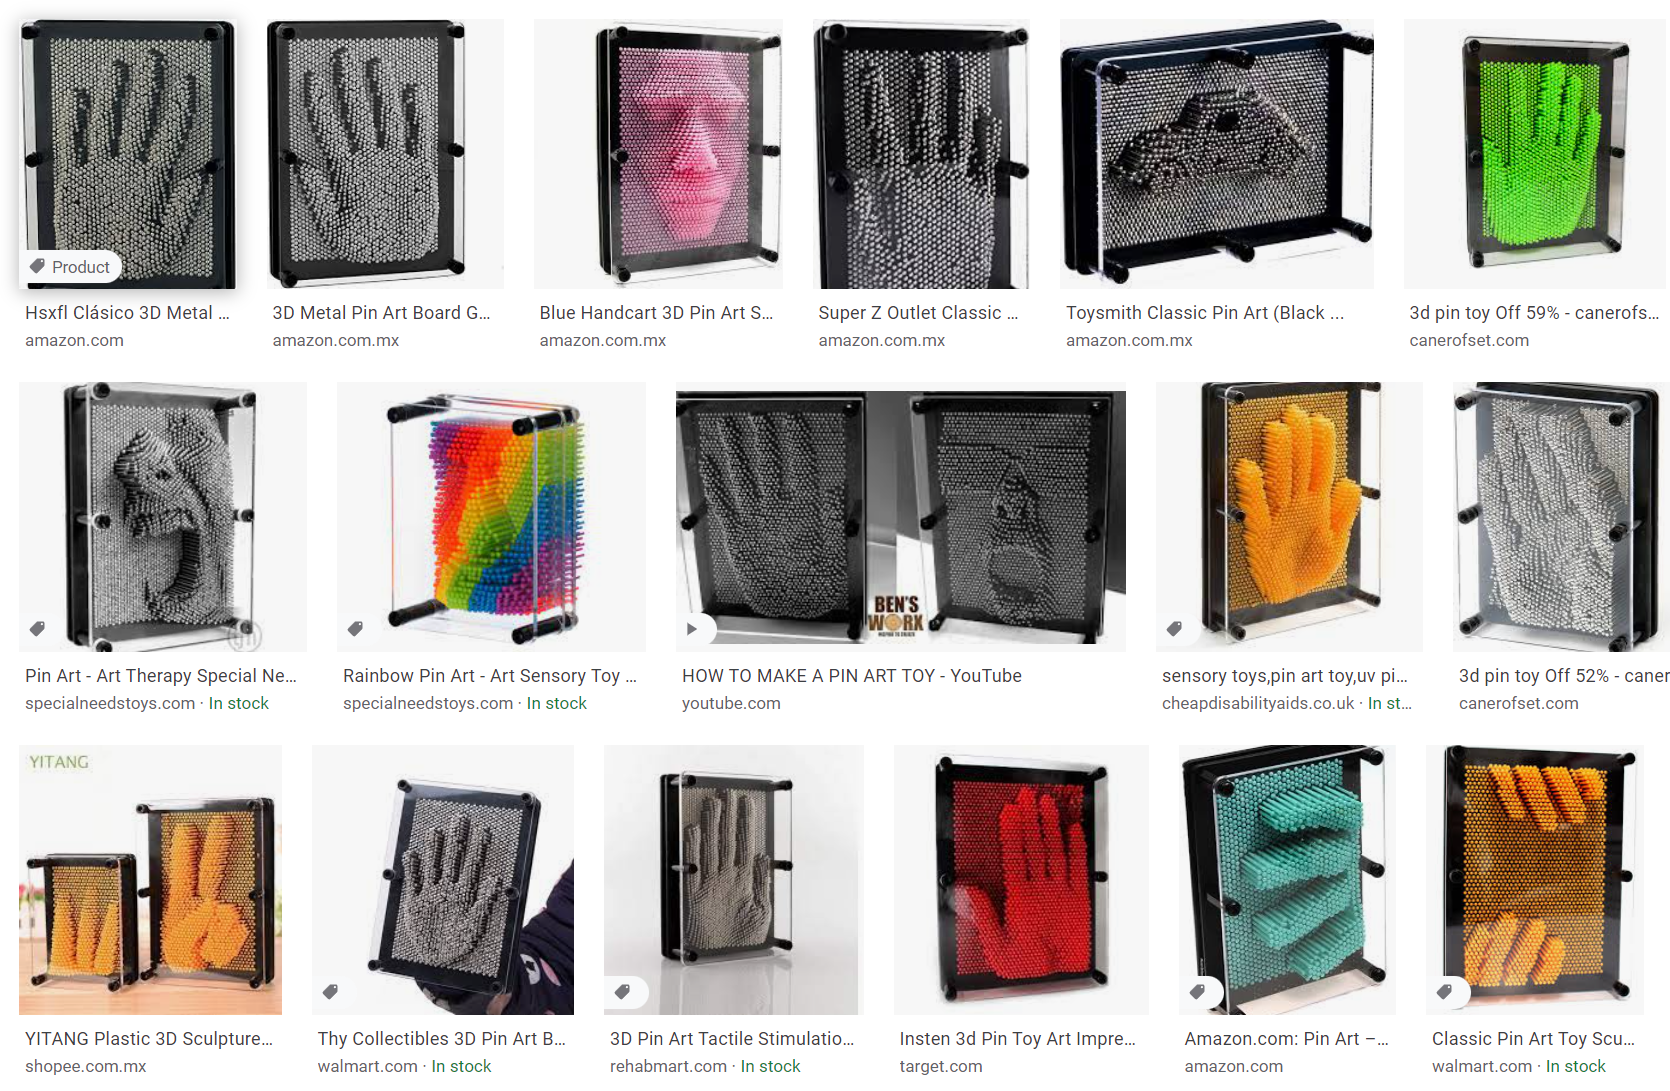 Product
Hsxfl Clásico 3D Metal ...
amazon.com
3D Metal Pin Art Board G...
amazon.com.mx
Blue Handcart 3D Pin Art S...
amazon.com.mx
Super Z Outlet Classic ...
amazon.com.mx
Toysmith Classic Pin Art (Black ...
amazon.com.mx
3d pin toy Off 59% - canerofs...
canerofset.com
Pin Art - Art Therapy Special Ne...
specialneedstoys.com · In stock
Rainbow Pin Art - Art Sensory Toy ...
specialneedstoys.com · In stock
BEN'S
WORX
HOW TO MAKE A PIN ART TOY - YouTube
youtube.com
sensory toys,pin art toy,uv pi...
cheapdisabilityaids.co.uk · In st...
3d pin toy Off 52% - caner
canerofset.com
YITANG
YITANG Plastic 3D Sculpture...
shopee.com.mx
Thy Collectibles 3D Pin Art B...
walmart.com · In stock
3D Pin Art Tactile Stimulatio...
rehabmart.com · In stock
Insten 3d Pin Toy Art Impre...
target.com
Amazon.com: Pin Art –...
amazon.com
Classic Pin Art Toy Scu...
walmart.com · In stock